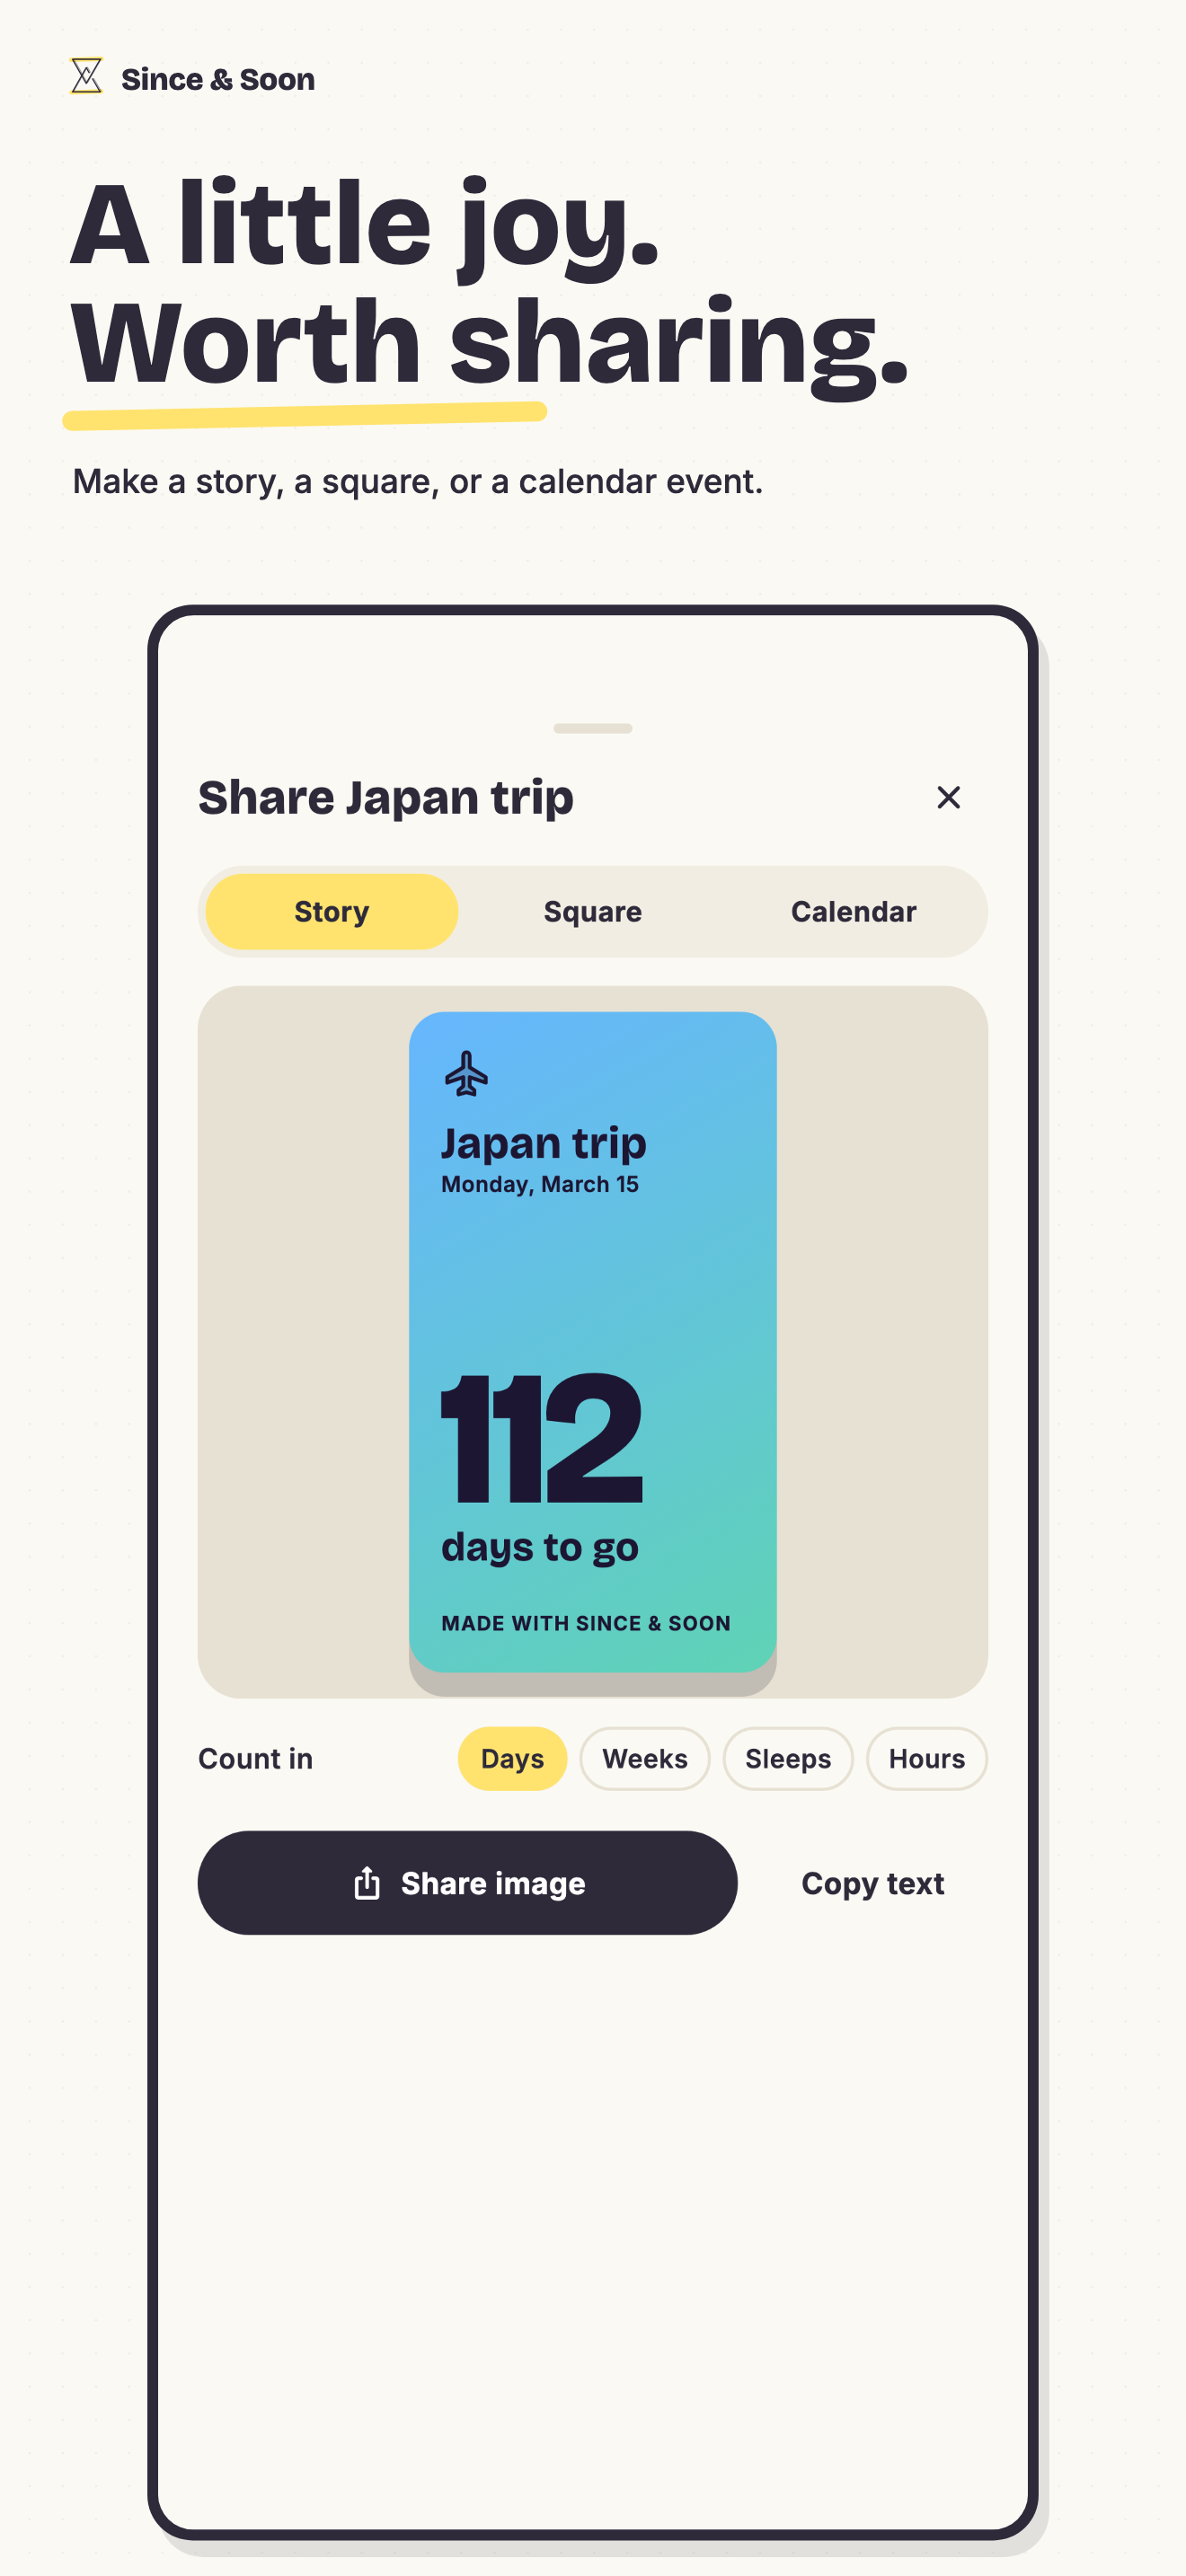 Since & Soon
A little joy.
Worth sharing.
Make a story, a square, or a calendar event.
Share Japan trip
Story Square Calendar
Japan trip
Monday, March 15
112
days to go
MADE WITH SINCE & SOON
Count in Days Weeks Sleeps Hours
Share image Copy text